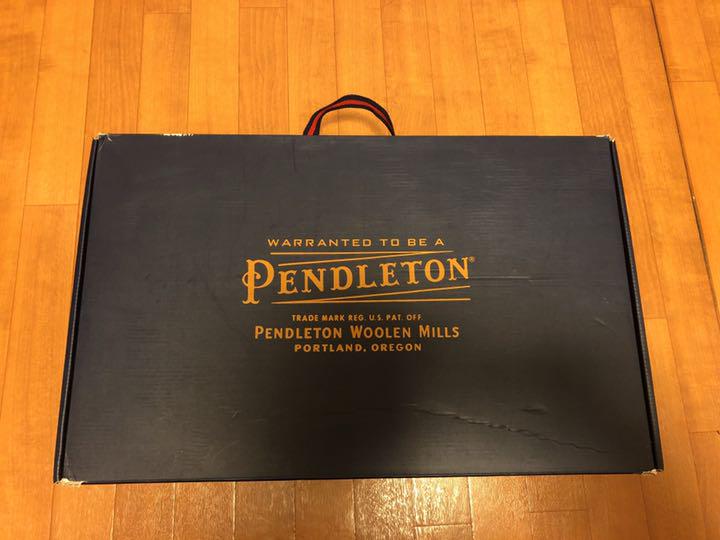 WARRANTED TO BE A
PENDLETON®
TRADE MARK REG. U.S. PAT. OFF
PENDLETON WOOLEN MILLS
PORTLAND, OREGON